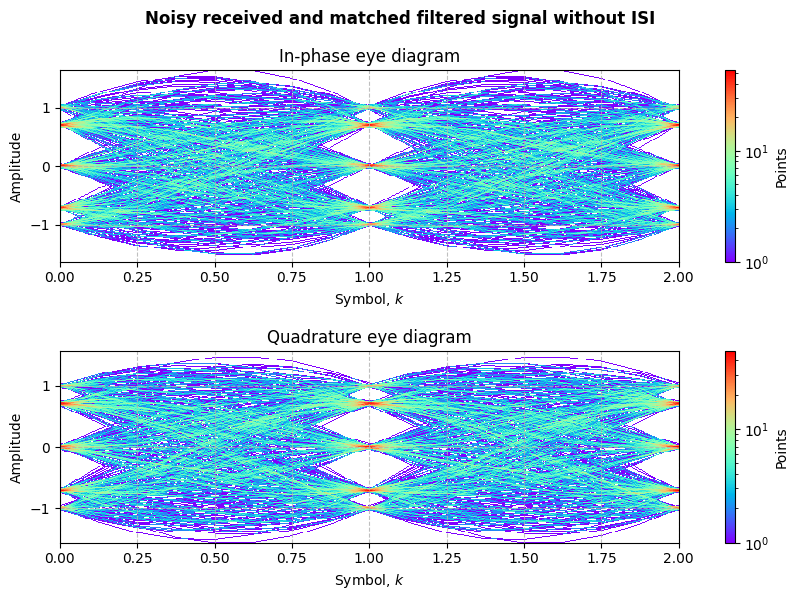 Noisy received and matched filtered signal without ISI
In-phase eye diagram
Amplitude
1
0
−1
0.00 0.25 0.50 0.75 1.00 1.25 1.50 1.75 2.00
Symbol, k
10¹
10⁰
Points
Quadrature eye diagram
Amplitude
1
0
−1
0.00 0.25 0.50 0.75 1.00 1.25 1.50 1.75 2.00
Symbol, k
10¹
10⁰
Points